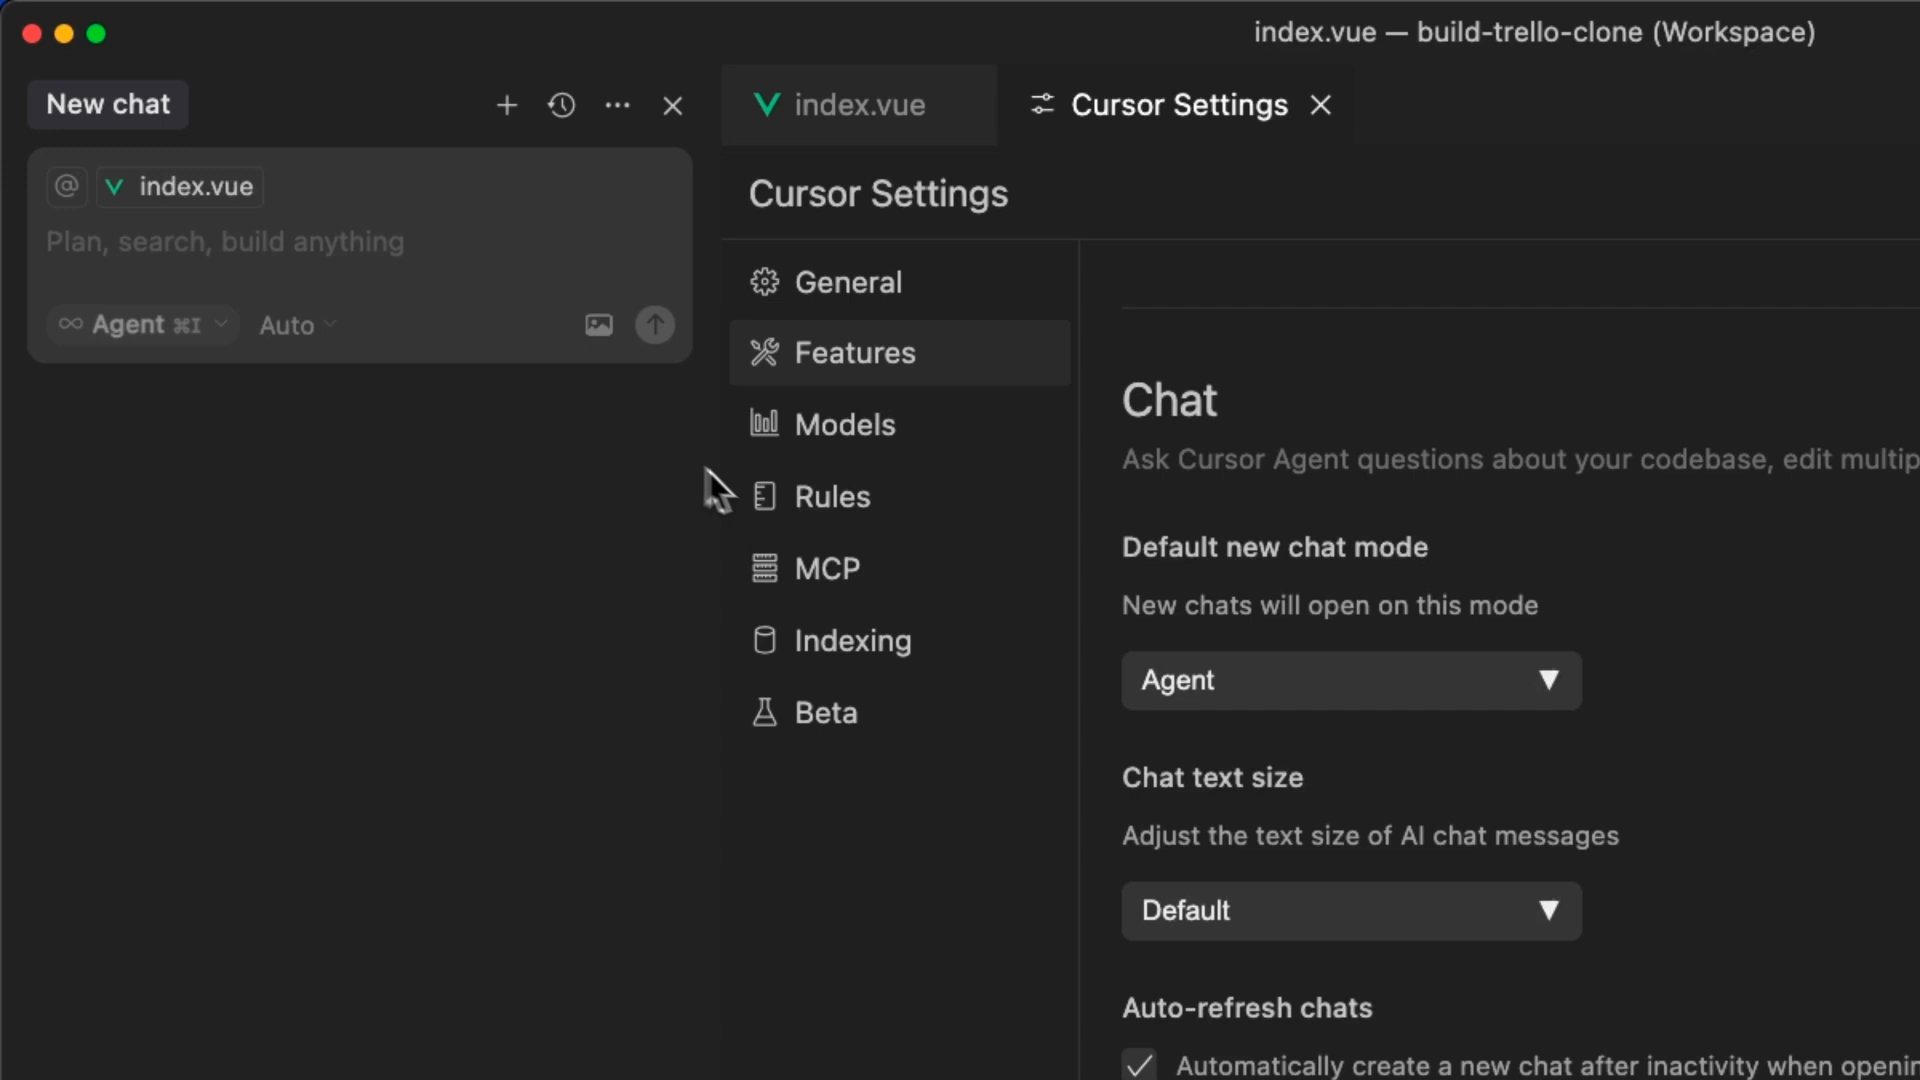 index.vue — build-trello-clone (Workspace)
New chat
index.vue
Cursor Settings
@ index.vue
Plan, search, build anything
Agent ⌘I
Auto
Cursor Settings
General
Features
Models
Rules
MCP
Indexing
Beta
Chat
Ask Cursor Agent questions about your codebase, edit multip
Default new chat mode
New chats will open on this mode
Agent
Chat text size
Adjust the text size of AI chat messages
Default
Auto-refresh chats
Automatically create a new chat after inactivity when openin